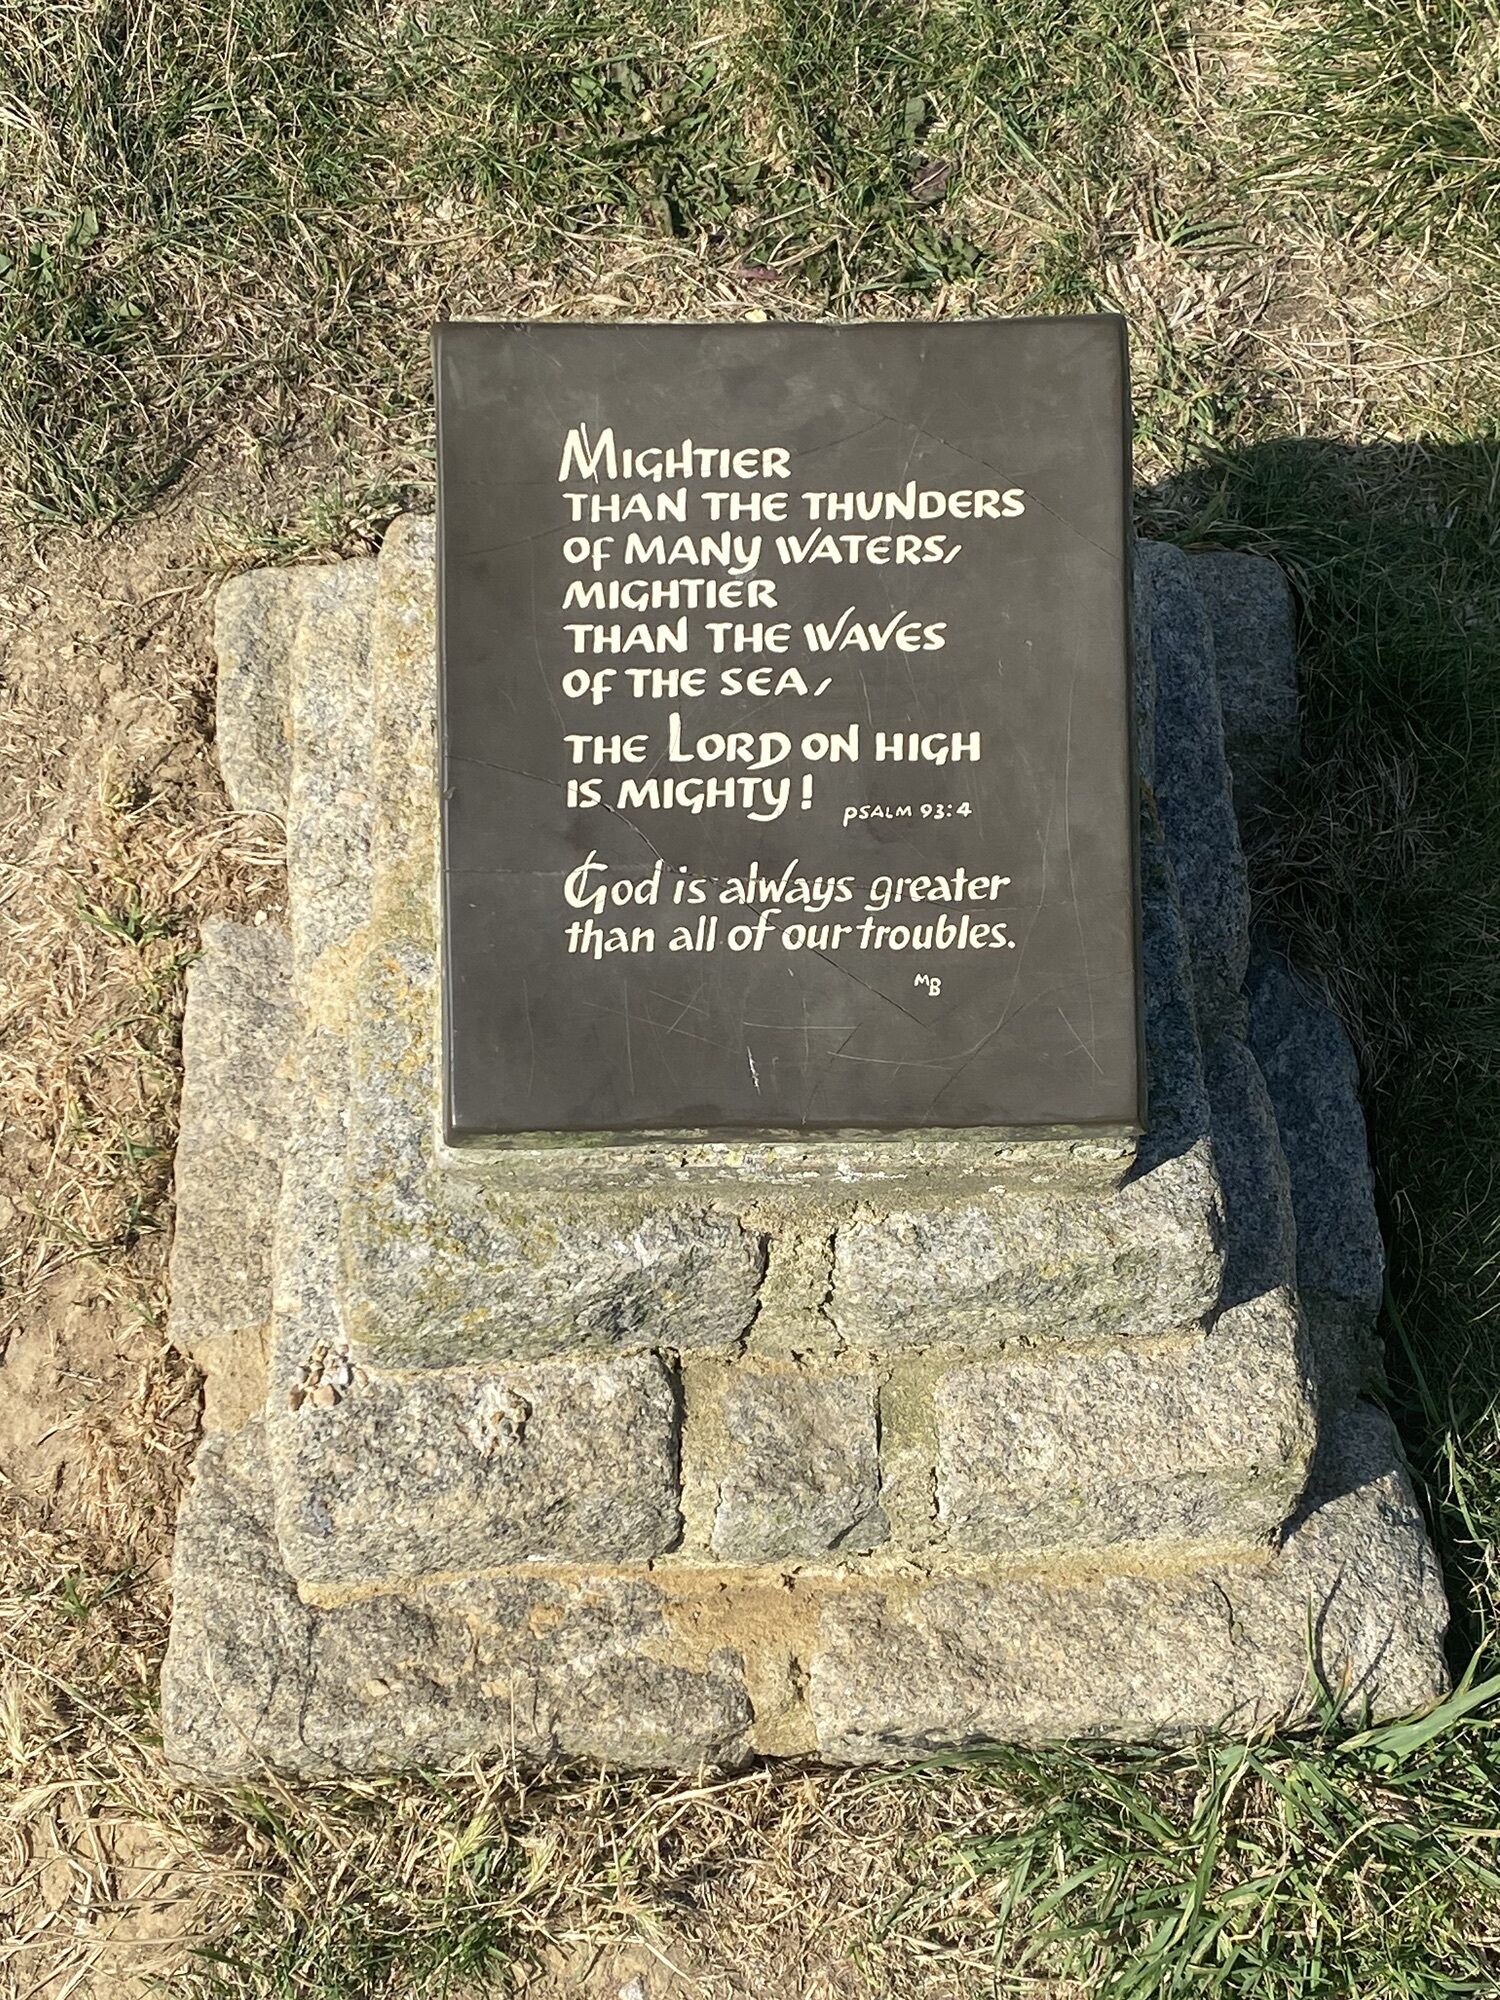 MIGHTIER
THAN THE THUNDERS
OF MANY WATERS,
MIGHTIER
THAN THE WAVES
OF THE SEA,
THE LORD ON HIGH
IS MIGHTY!
PSALM 93:4
God is always greater
than all of our troubles.
MB